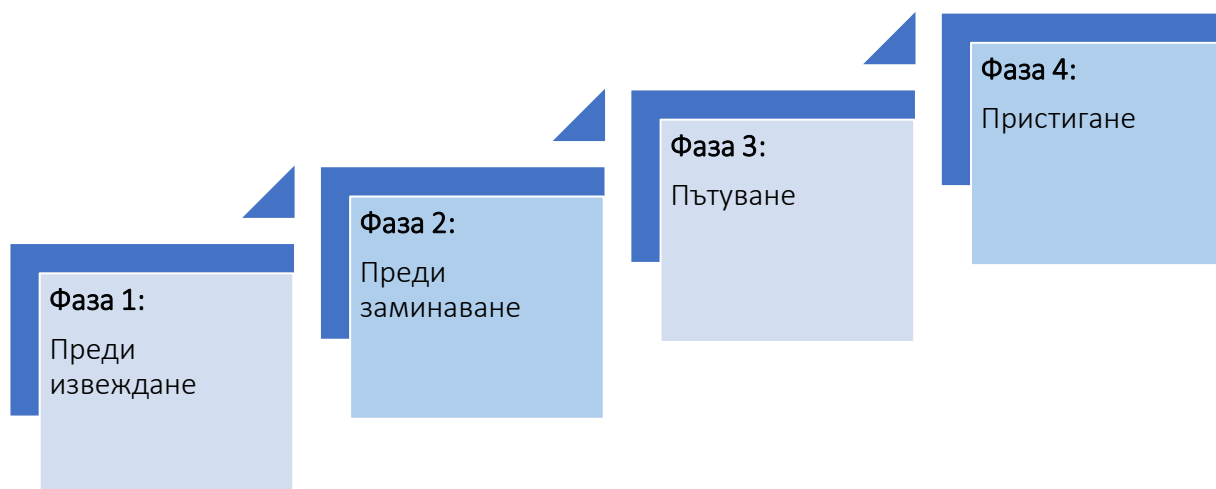 Фаза 1:
Преди
извеждане
Фаза 2:
Преди
заминаване
Фаза 3:
Пътуване
Фаза 4:
Пристигане